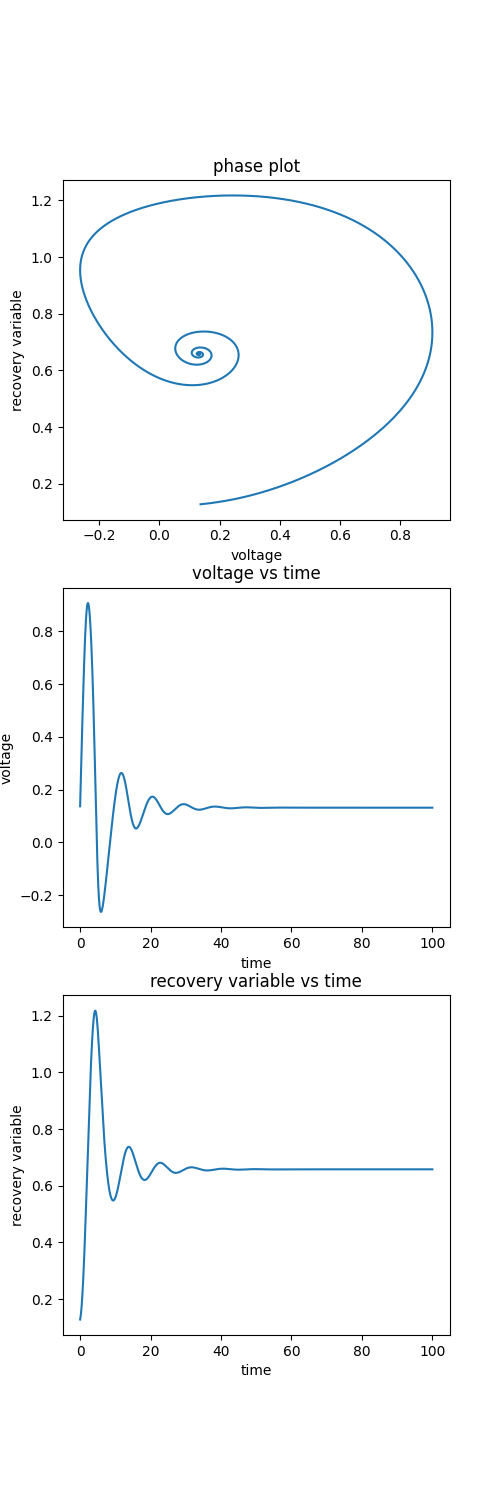 phase plot
1.2
1.0
0.8
0.6
0.4
0.2
recovery variable
−0.2 0.0 0.2 0.4 0.6 0.8
voltage
voltage vs time
0.8
0.6
0.4
0.2
0.0
−0.2
voltage
0 20 40 60 80 100
time
recovery variable vs time
1.2
1.0
0.8
0.6
0.4
0.2
recovery variable
0 20 40 60 80 100
time